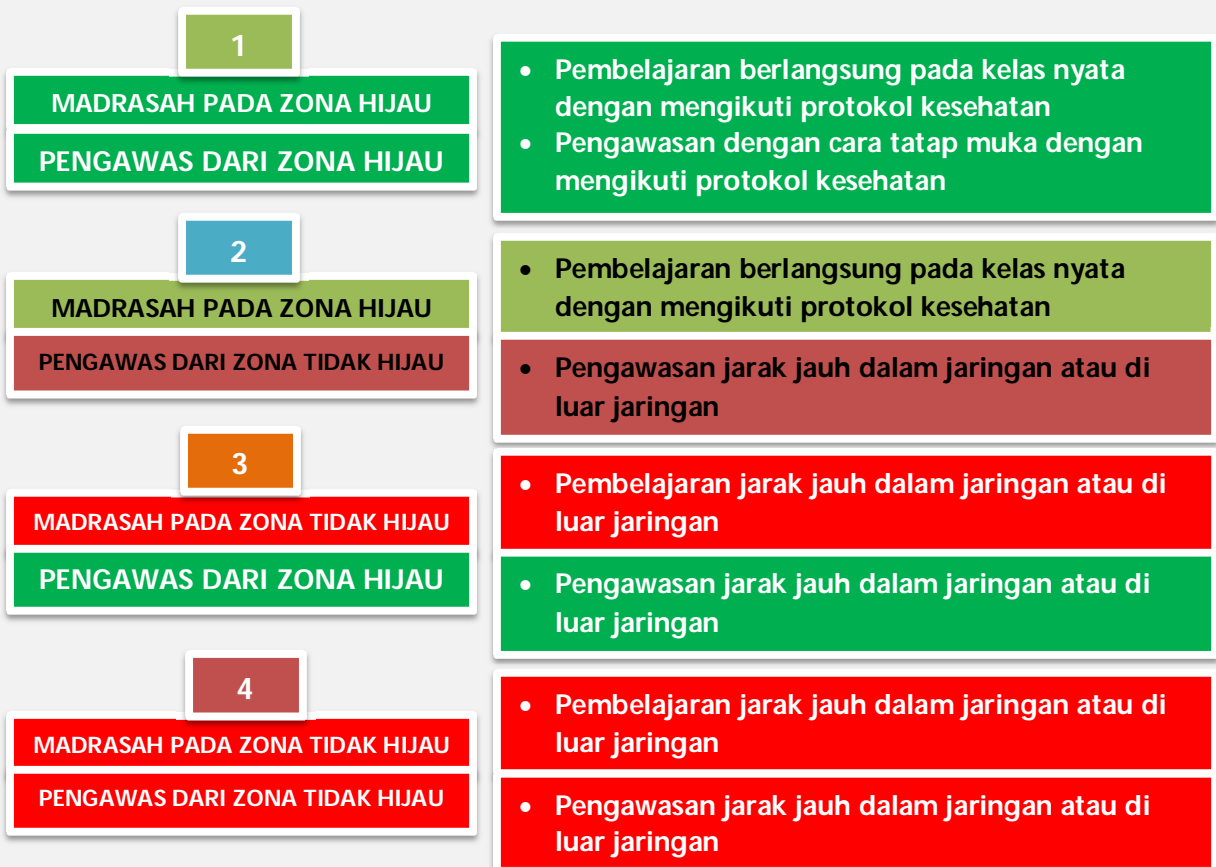 1
MADRASAH PADA ZONA HIJAU
PENGAWAS DARI ZONA HIJAU
• Pembelajaran berlangsung pada kelas nyata
dengan mengikuti protokol kesehatan
• Pengawasan dengan cara tatap muka dengan
mengikuti protokol kesehatan
2
MADRASAH PADA ZONA HIJAU
PENGAWAS DARI ZONA TIDAK HIJAU
• Pembelajaran berlangsung pada kelas nyata
dengan mengikuti protokol kesehatan
• Pengawasan jarak jauh dalam jaringan atau di
luar jaringan
3
MADRASAH PADA ZONA TIDAK HIJAU
PENGAWAS DARI ZONA HIJAU
• Pembelajaran jarak jauh dalam jaringan atau di
luar jaringan
• Pengawasan jarak jauh dalam jaringan atau di
luar jaringan
4
MADRASAH PADA ZONA TIDAK HIJAU
PENGAWAS DARI ZONA TIDAK HIJAU
• Pembelajaran jarak jauh dalam jaringan atau di
luar jaringan
• Pengawasan jarak jauh dalam jaringan atau di
luar jaringan